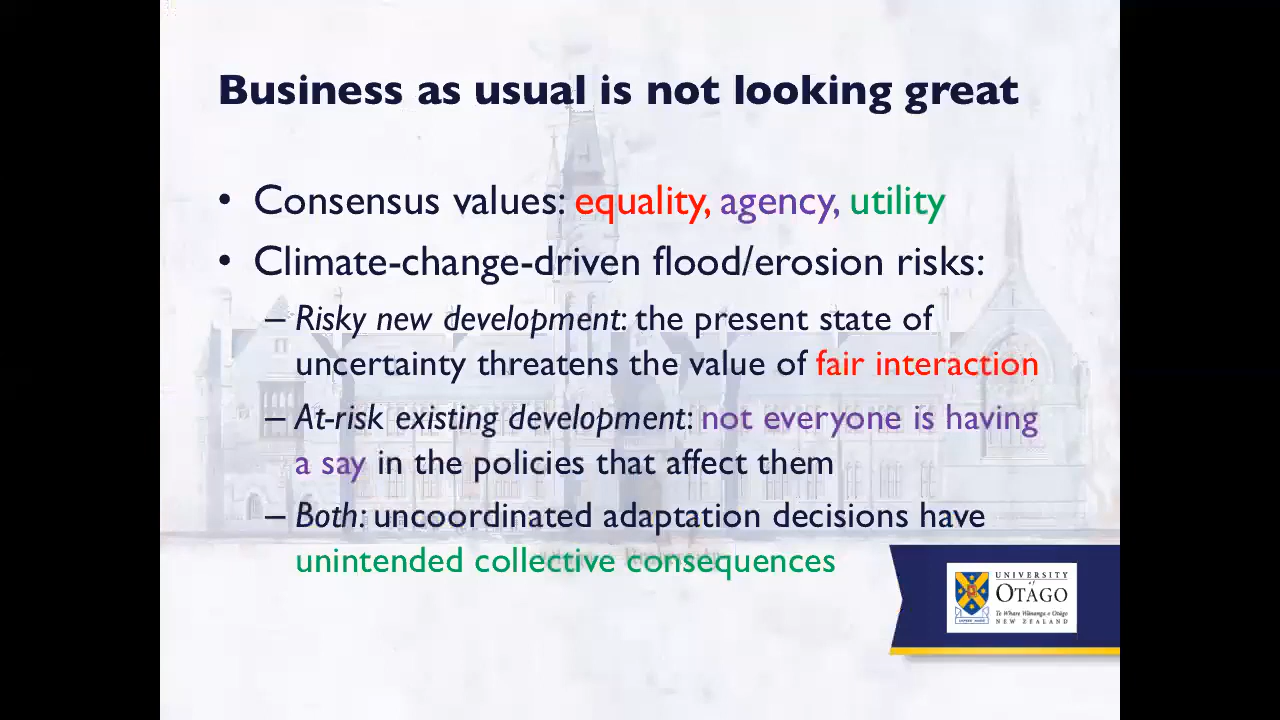 Business as usual is not looking great
• Consensus values: equality, agency, utility
• Climate-change-driven flood/erosion risks:
– Risky new development: the present state of
uncertainty threatens the value of fair interaction
– At-risk existing development: not everyone is having
a say in the policies that affect them
– Both: uncoordinated adaptation decisions have
unintended collective consequences
UNIVERSITY
of
OTAGO
Te Whare Wānanga o Otāgo
NEW ZEALAND